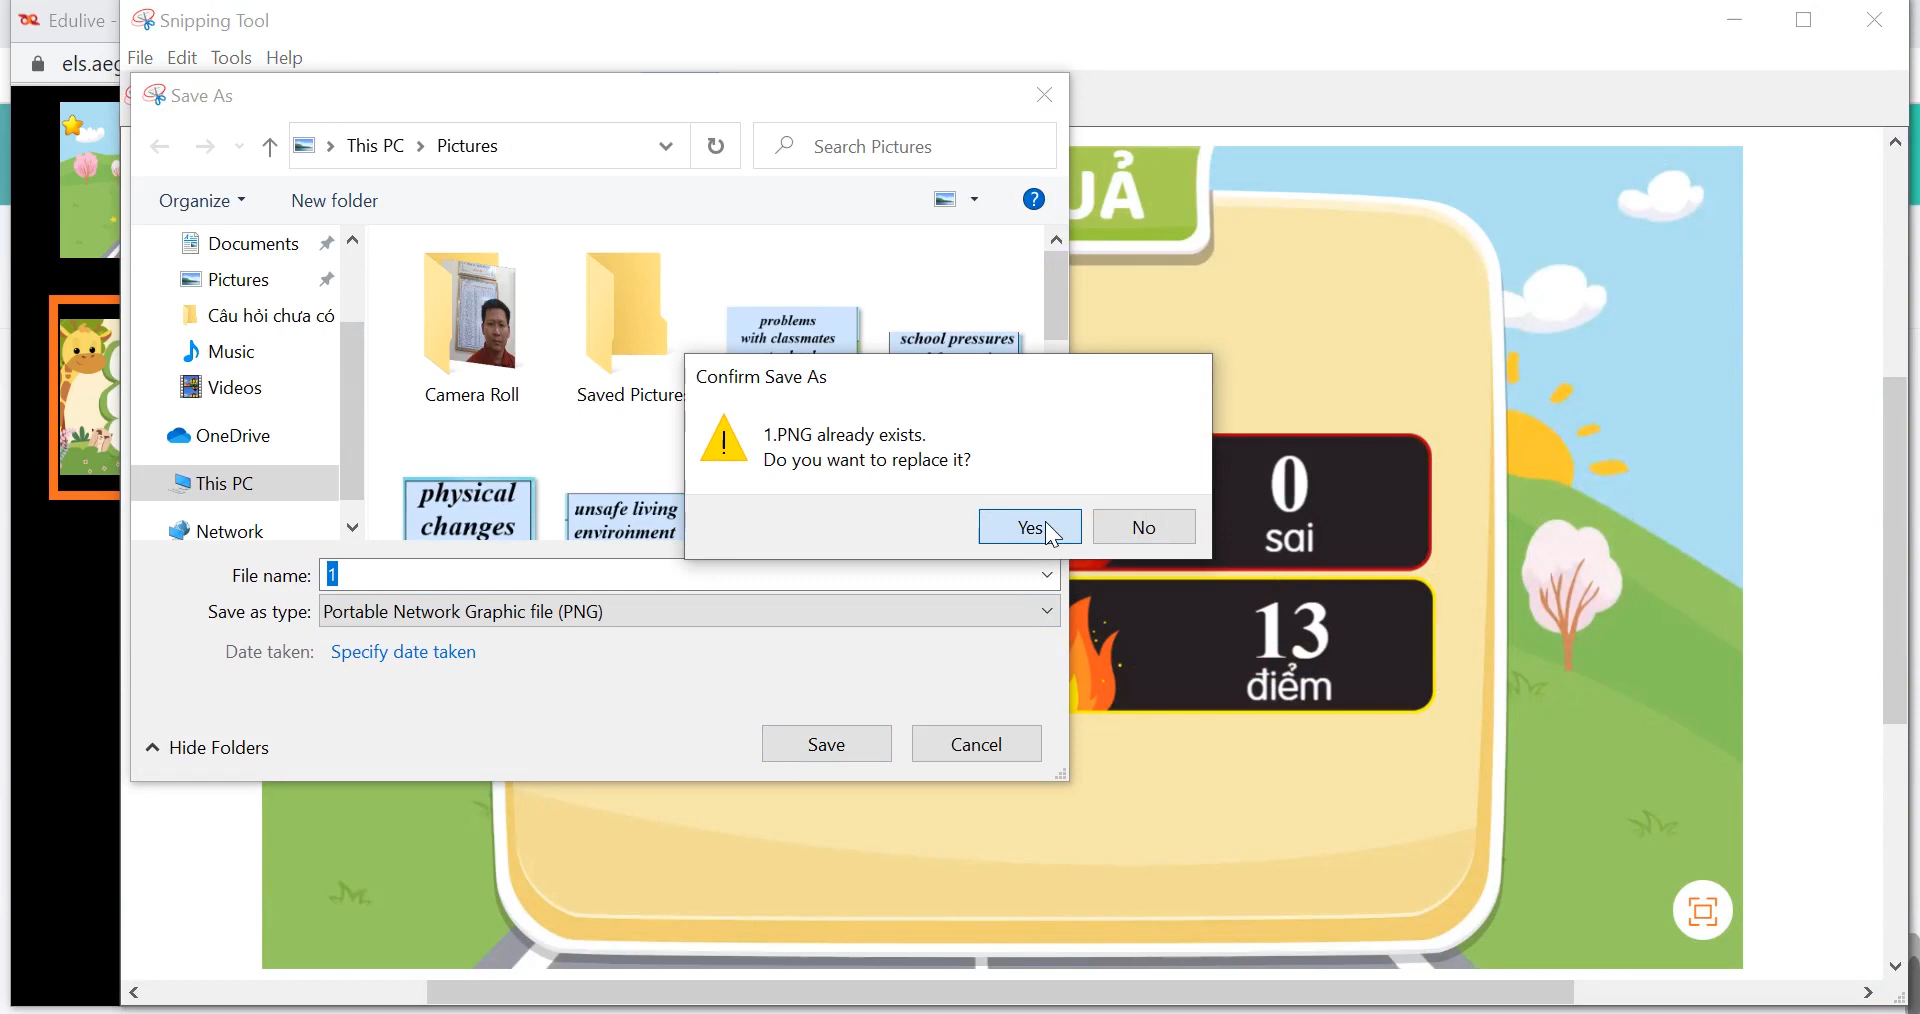 Edulive -
Snipping Tool
File Edit Tools Help
els.aeg
Save As
This PC > Pictures
Search Pictures
Organize
New folder
Documents
Pictures
Câu hỏi chưa có
Music
Videos
OneDrive
This PC
Network
Camera Roll
Saved Picture
problems
with classmates
school pressures
physical
changes
unsafe living
environment
Confirm Save As
1.PNG already exists.
Do you want to replace it?
Yes
No
File name: 1
Save as type: Portable Network Graphic file (PNG)
Date taken: Specify date taken
Hide Folders
Save
Cancel
UẢ
0
sai
13
điểm